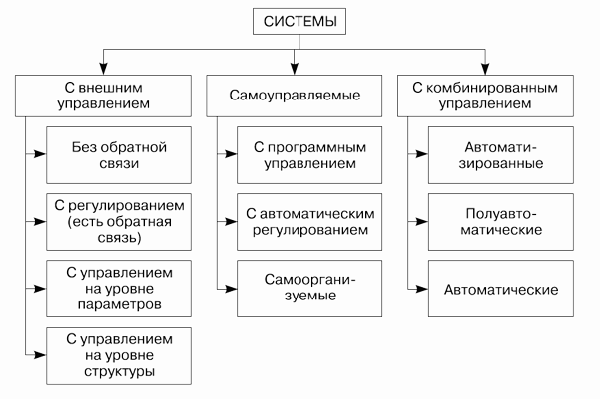 СИСТЕМЫ
С внешним
управлением
Без обратной
связи
С регулированием
(есть обратная
связь)
С управлением
на уровне
параметров
С управлением
на уровне
структуры
Самоуправляемые
С программным
управлением
С автоматическим
регулированием
Самооргани-
зуемые
С комбинированным
управлением
Автомати-
зированные
Полуавто-
матические
Автоматические